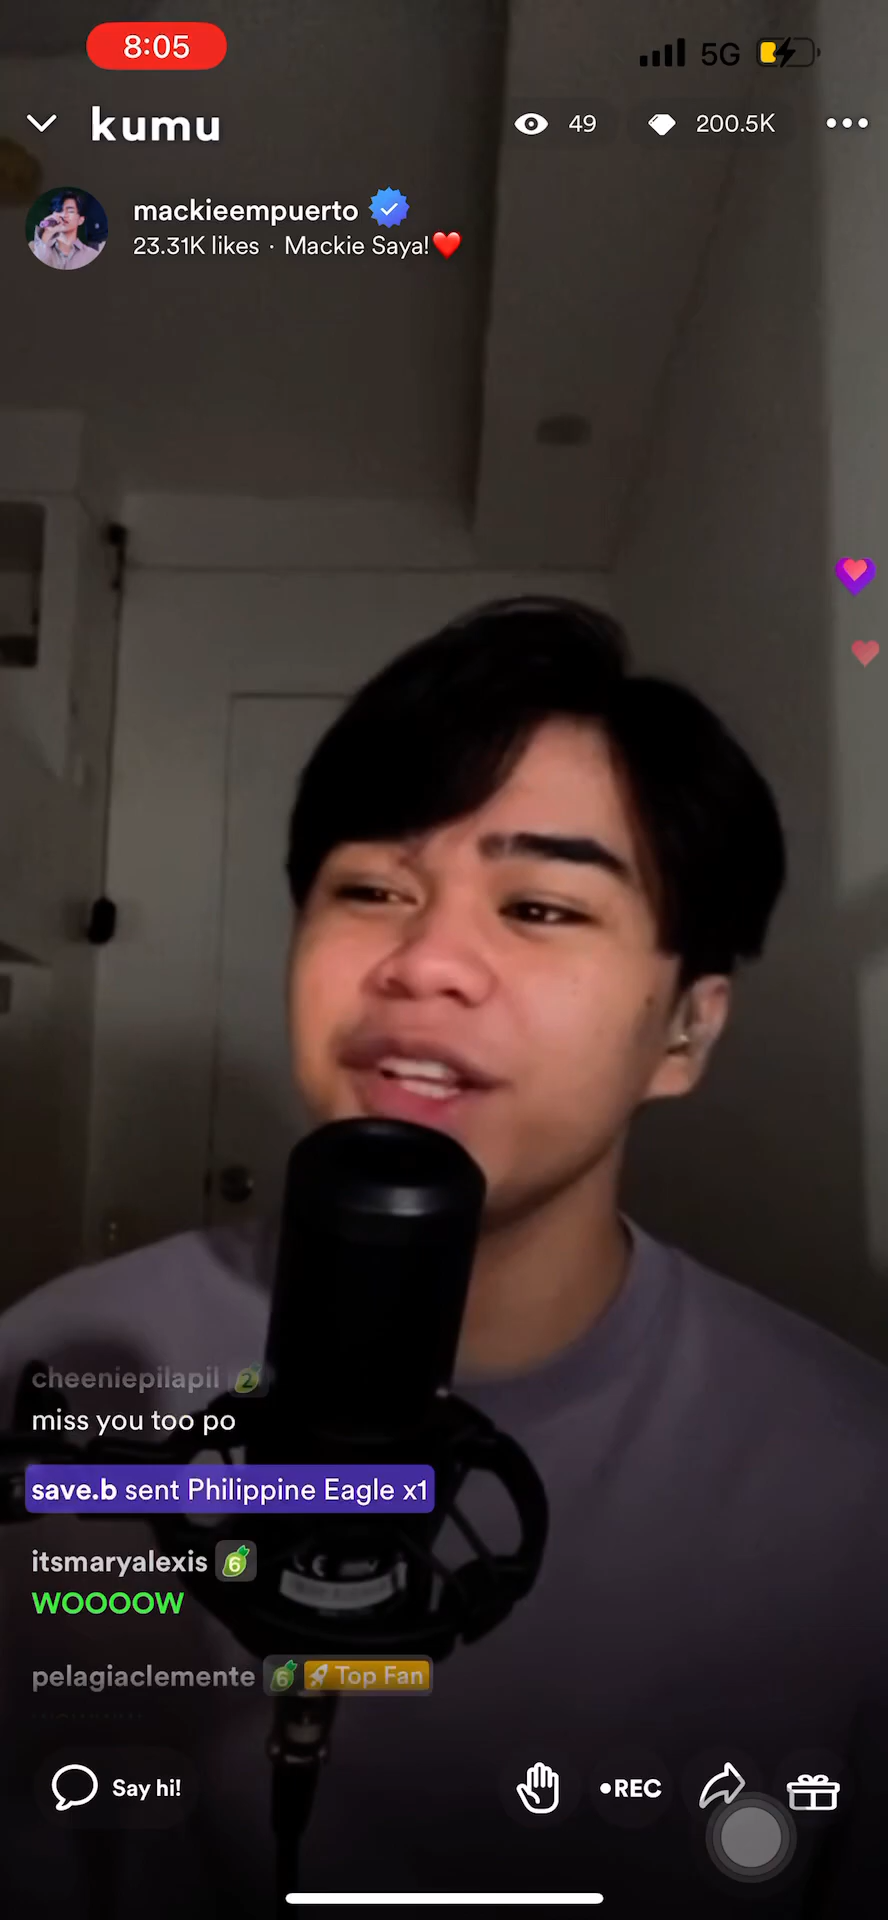 8:05 5G
kumu 49 200.5K
mackieempuerto
23.31K likes · Mackie Saya!❤️
cheeniepilapil 2
miss you too po
save.b sent Philippine Eagle x1
itsmaryalexis 6
WOOOOW
pelagiaclemente 6 Top Fan
Say hi! •REC